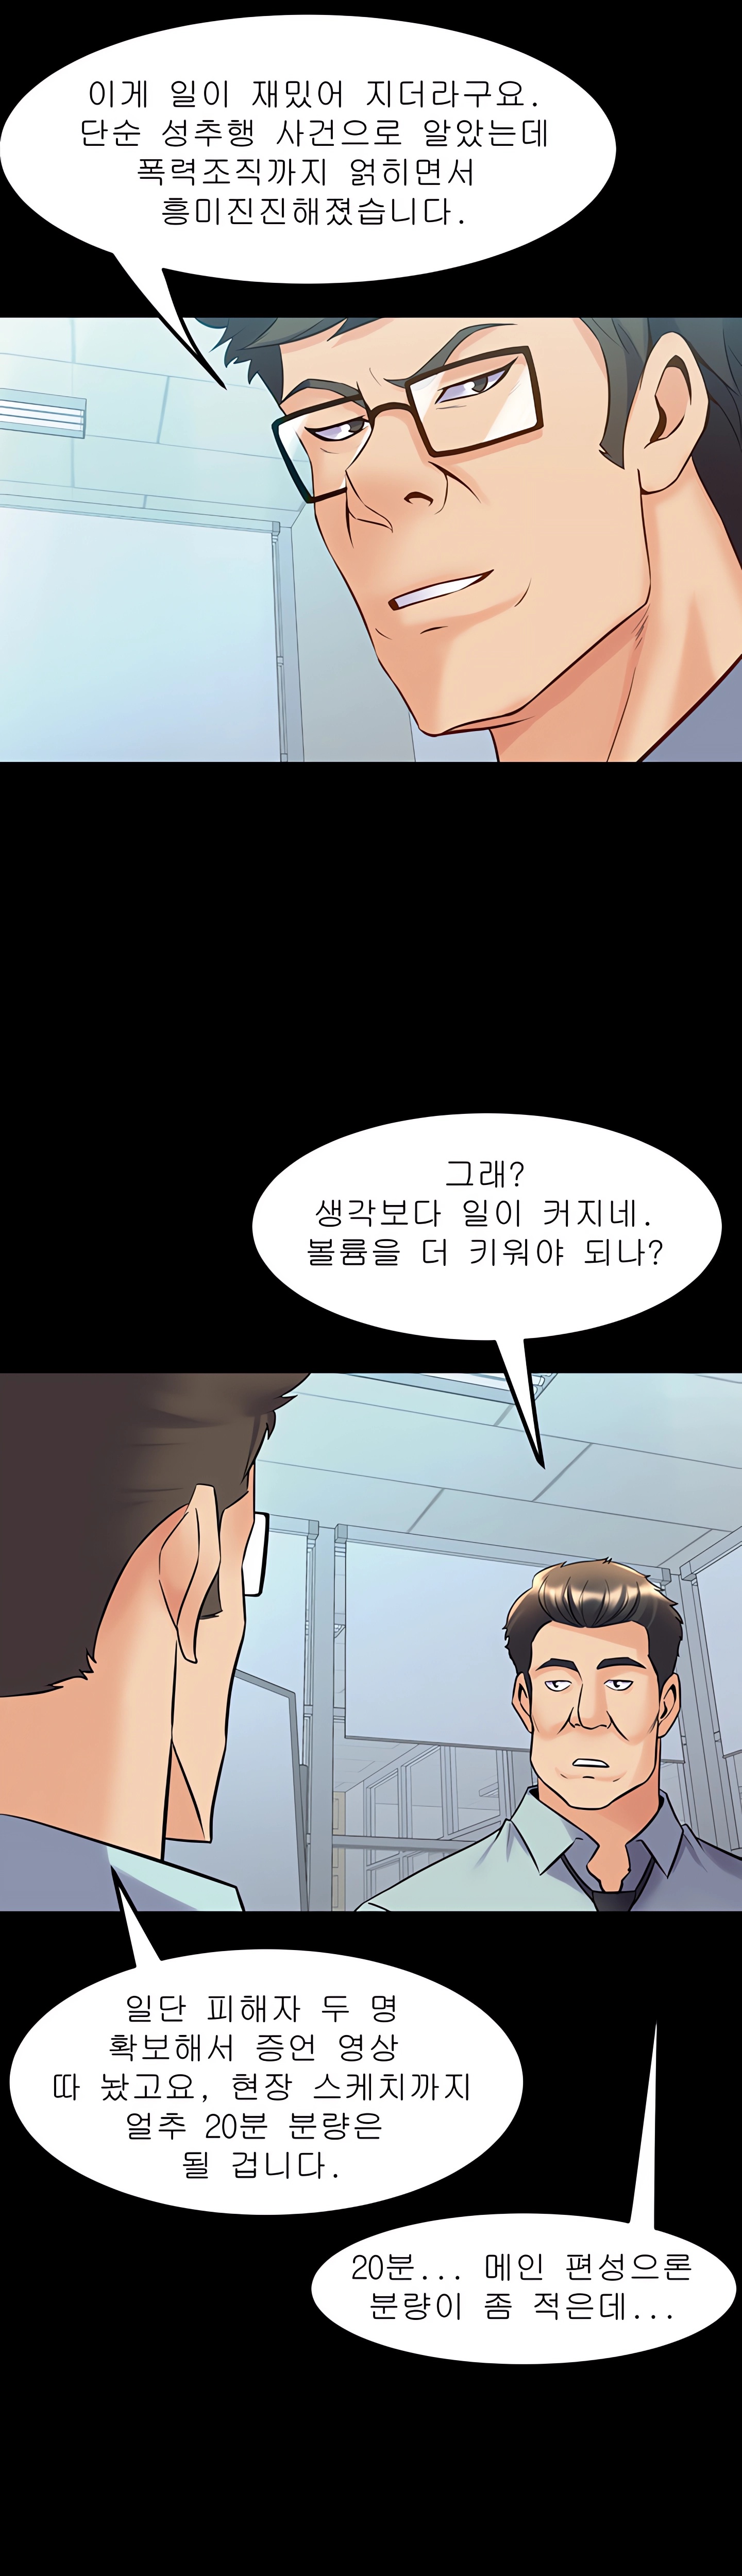 이게 일이 재밌어 지더라구요.
단순 성추행 사건으로 알았는데
폭력조직까지 얽히면서
흥미진진해졌습니다.
그래?
생각보다 일이 커지네.
볼륨을 더 키워야 되나?
일단 피해자 두 명
확보해서 증언 영상
따 놨고요, 현장 스케치까지
얼추 20분 분량은
될 겁니다.
20분... 메인 편성으론
분량이 좀 적은데...